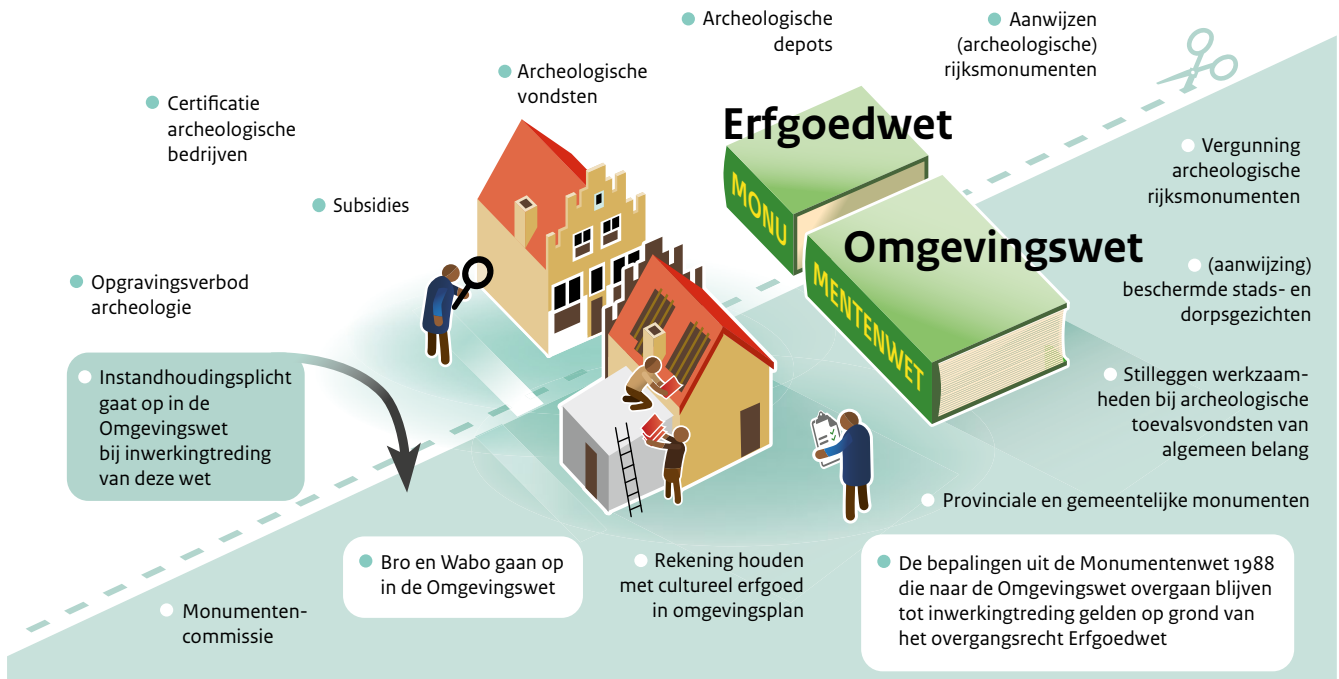 Archeologische
depots
Aanwijzen
(archeologische)
rijksmonumenten
Archeologische
vondsten
Certificatie
archeologische
bedrijven
Subsidies
Opgravingsverbod
archeologie
Erfgoedwet
MONU
Omgevingswet
MENTENWET
Vergunning
archeologische
rijksmonumenten
(aanwijzing)
beschermde stads- en
dorpsgezichten
Stilleggen werkzaam-
heden bij archeologische
toevalsvondsten van
algemeen belang
Provinciale en gemeentelijke monumenten
Instandhoudingsplicht
gaat op in de
Omgevingswet
bij inwerkingtreding
van deze wet
Bro en Wabo gaan op
in de Omgevingswet
Rekening houden
met cultureel erfgoed
in omgevingsplan
De bepalingen uit de Monumentenwet 1988
die naar de Omgevingswet overgaan blijven
tot inwerkingtreding gelden op grond van
het overgangsrecht Erfgoedwet
Monumenten-
commissie